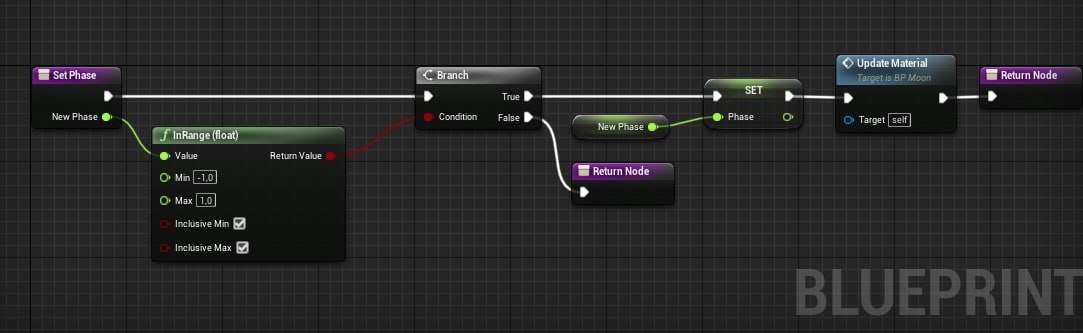 Set Phase
New Phase
InRange (float)
Value
Return Value
Min -1,0
Max 1,0
Inclusive Min
Inclusive Max
Branch
True
Condition
False
New Phase
Return Node
SET
Phase
Update Material
Target is BP Moon
Target self
Return Node
BLUEPRINT